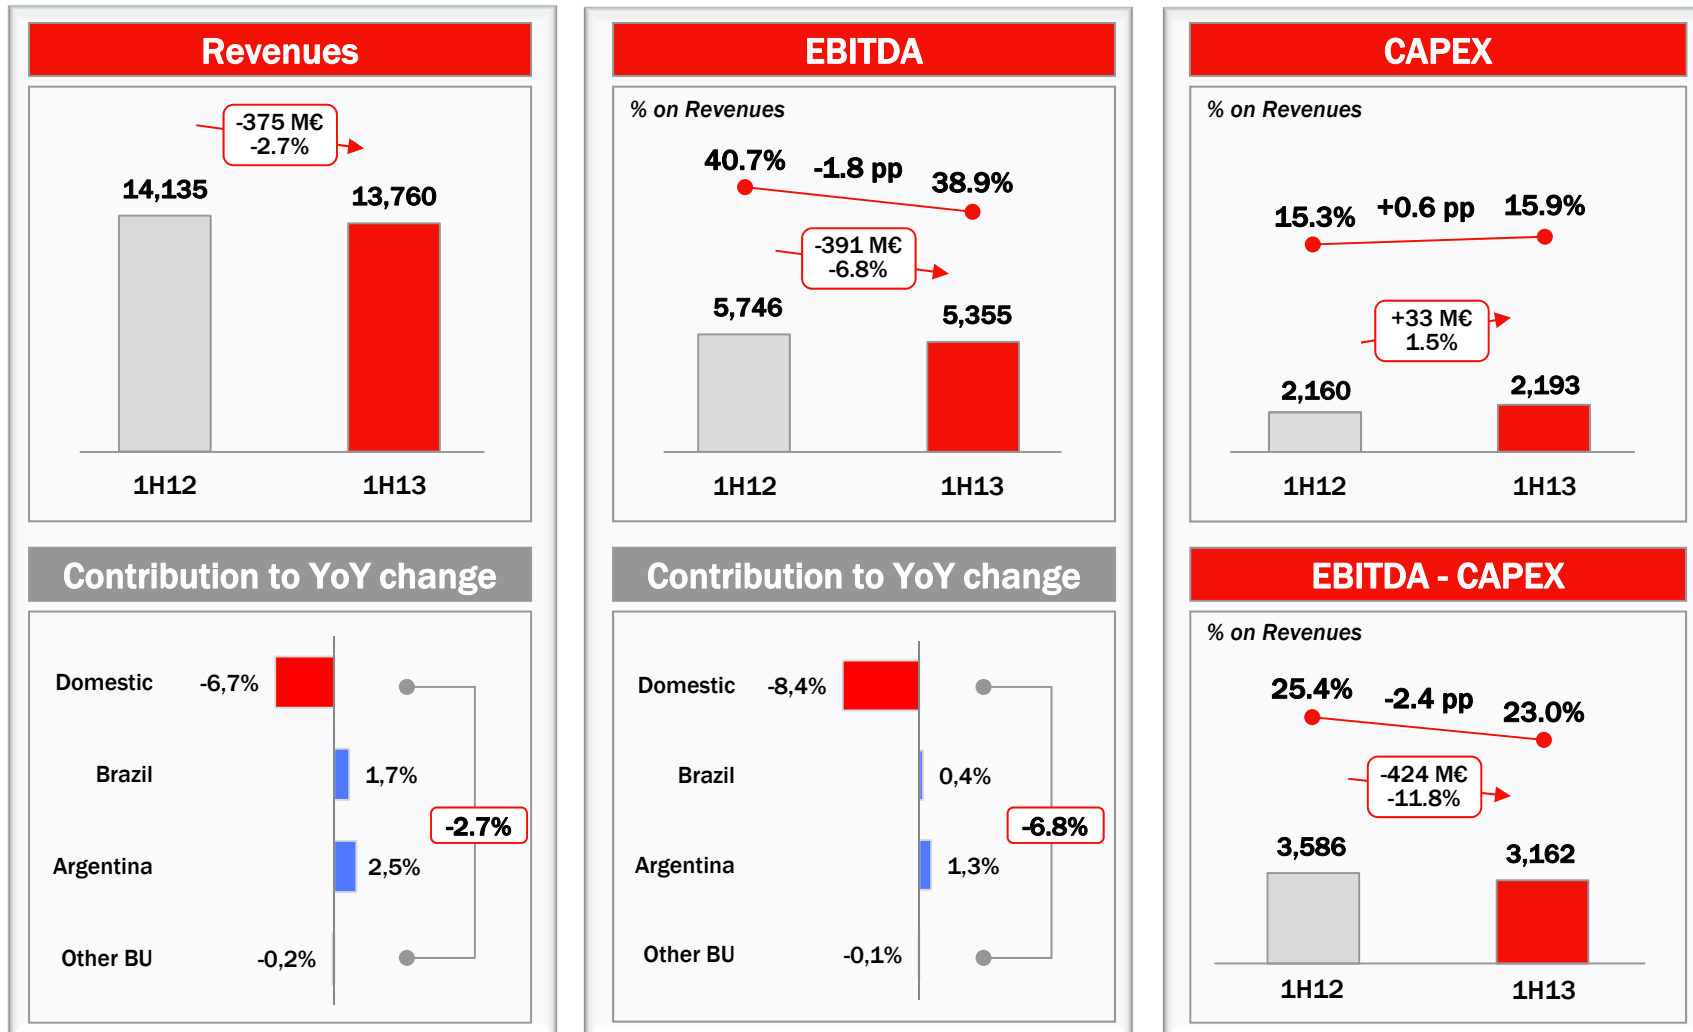 Revenues
-375 M€
-2.7%
14,135
13,760
1H12
1H13
Contribution to YoY change
Domestic
-6,7%
Brazil
1,7%
Argentina
2,5%
Other BU
-0,2%
-2.7%
EBITDA
% on Revenues
40.7%
-1.8 pp
38.9%
-391 M€
-6.8%
5,746
5,355
1H12
1H13
Contribution to YoY change
Domestic
-8,4%
Brazil
0,4%
Argentina
1,3%
Other BU
-0,1%
-6.8%
CAPEX
% on Revenues
15.3%
+0.6 pp
15.9%
+33 M€
1.5%
2,160
2,193
1H12
1H13
EBITDA - CAPEX
% on Revenues
25.4%
-2.4 pp
23.0%
-424 M€
-11.8%
3,586
3,162
1H12
1H13